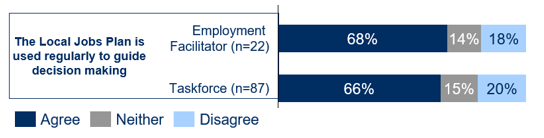 The Local Jobs Plan is
used regularly to guide
decision making
Employment
Facilitator (n=22)
68%
14%
18%
Taskforce (n=87)
66%
15%
20%
Agree
Neither
Disagree